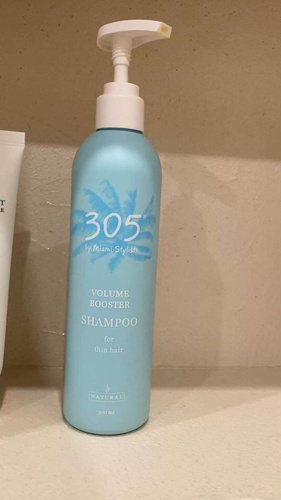 305
by Miami Stylists
VOLUME
BOOSTER
SHAMPOO
for
thin hair
NATURAL
T